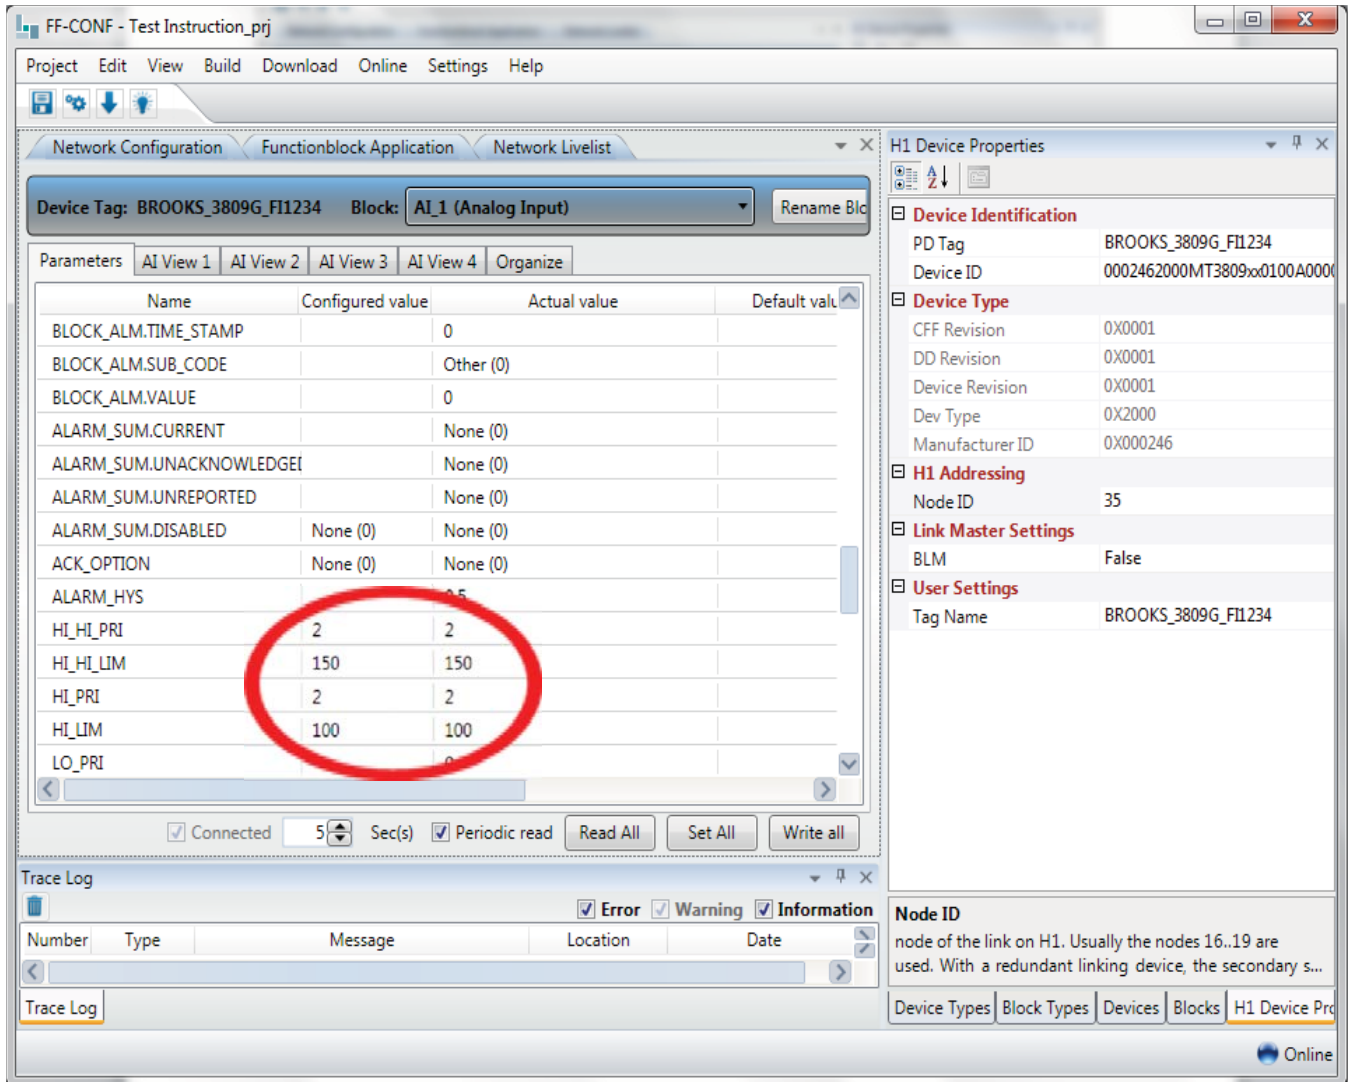 FF-CONF - Test Instruction_prj
Project Edit View Build Download Online Settings Help
Network Configuration Functionblock Application Network Livelist
Device Tag: BROOKS_3809G_FI1234 Block: AI_1 (Analog Input) Rename Blc
Parameters AI View 1 AI View 2 AI View 3 AI View 4 Organize
Name Configured value Actual value Default valu
BLOCK_ALM.TIME_STAMP 0
BLOCK_ALM.SUB_CODE Other (0)
BLOCK_ALM.VALUE 0
ALARM_SUM.CURRENT None (0)
ALARM_SUM.UNACKNOWLEDGED None (0)
ALARM_SUM.UNREPORTED None (0)
ALARM_SUM.DISABLED None (0) None (0)
ACK_OPTION None (0) None (0)
ALARM_HYS 0.5
HI_HI_PRI 2 2
HI_HI_LIM 150 150
HI_PRI 2 2
HI_LIM 100 100
LO_PRI
Connected 5 Sec(s) Periodic read Read All Set All Write all
Trace Log
Error Warning Information
Number Type Message Location Date
Trace Log
H1 Device Properties
Device Identification
PD Tag BROOKS_3809G_FI1234
Device ID 0002462000MT3809xx0100A0000
Device Type
CFF Revision 0X0001
DD Revision 0X0001
Device Revision 0X0001
Dev Type 0X2000
Manufacturer ID 0X000246
H1 Addressing
Node ID 35
Link Master Settings
BLM False
User Settings
Tag Name BROOKS_3809G_FI1234
Node ID
node of the link on H1. Usually the nodes 16..19 are
used. With a redundant linking device, the secondary s...
Device Types Block Types Devices Blocks H1 Device Pro
Online